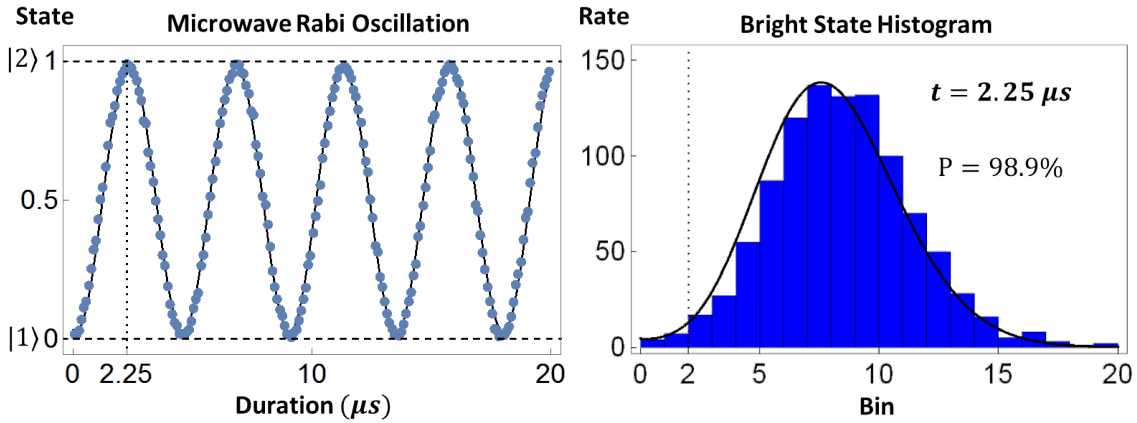 State
Microwave Rabi Oscillation
|2⟩ 1
0.5
|1⟩ 0
0 2.25 10 20
Duration (μs)
Rate
Bright State Histogram
150
100
50
0
t = 2.25 μs
P = 98.9%
0 2 5 10 15 20
Bin